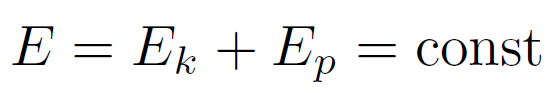 E = E_k + E_p = const